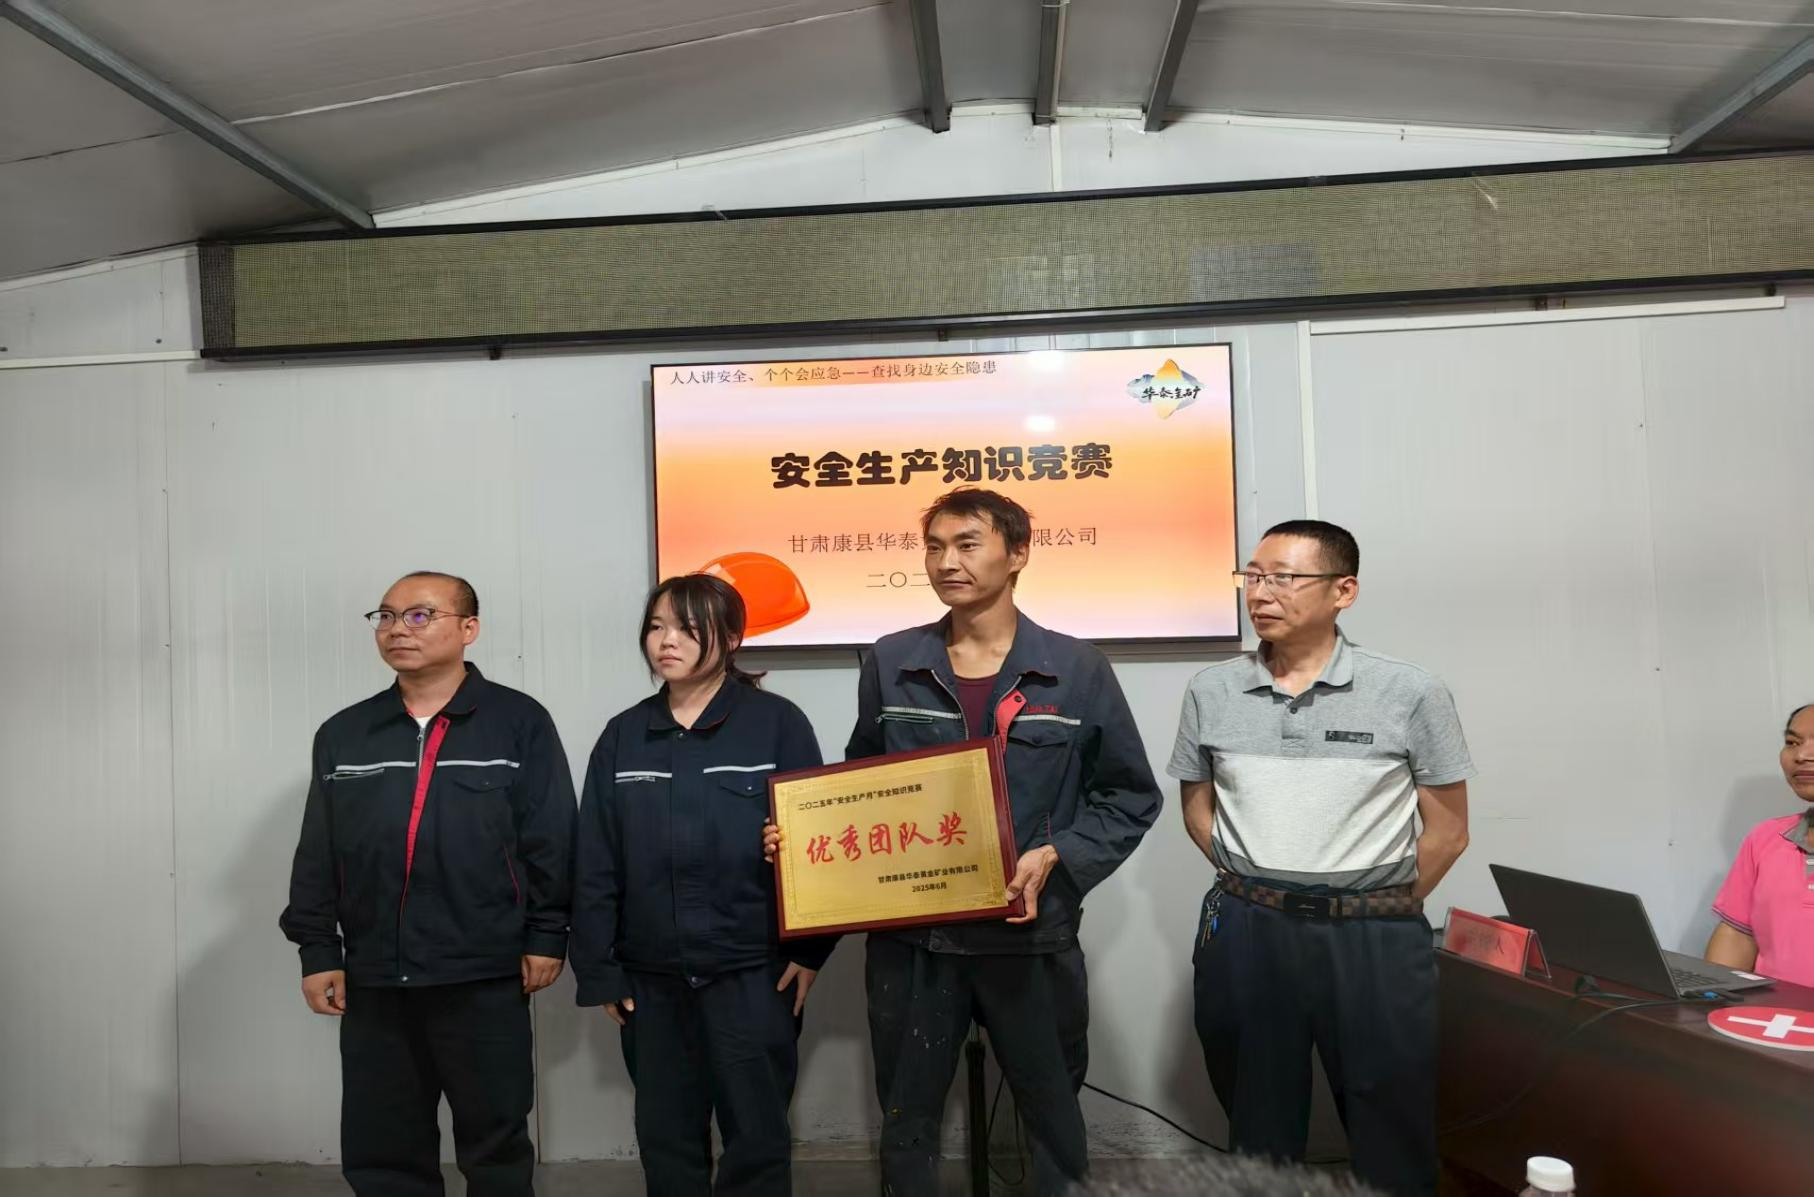 人人讲安全、个个会应急——查找身边安全隐患
华泰金矿
安全生产知识竞赛
甘肃康县华泰
限公司
二〇二
HUATAI
二〇二五年“安全生产月”安全知识竞赛
优秀团队奖
甘肃康县华泰黄金矿业有限公司
2025年6月
人